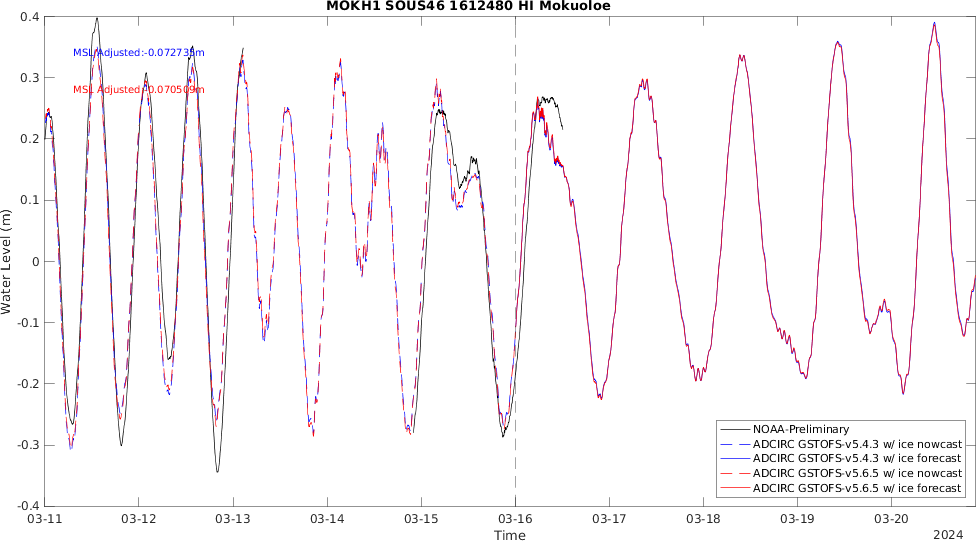 MOKH1 SOUS46 1612480 HI Mokuoloe
0.4
MSL Adjusted:-0.072735m
0.3
MSL Adjusted:-0.070509m
0.2
0.1
0
-0.1
-0.2
-0.3
-0.4
Water Level (m)
NOAA-Preliminary
ADCIRC GSTOFS-v5.4.3 w/ ice nowcast
ADCIRC GSTOFS-v5.4.3 w/ ice forecast
ADCIRC GSTOFS-v5.6.5 w/ ice nowcast
ADCIRC GSTOFS-v5.6.5 w/ ice forecast
03-11 03-12 03-13 03-14 03-15 03-16 03-17 03-18 03-19 03-20
Time
2024